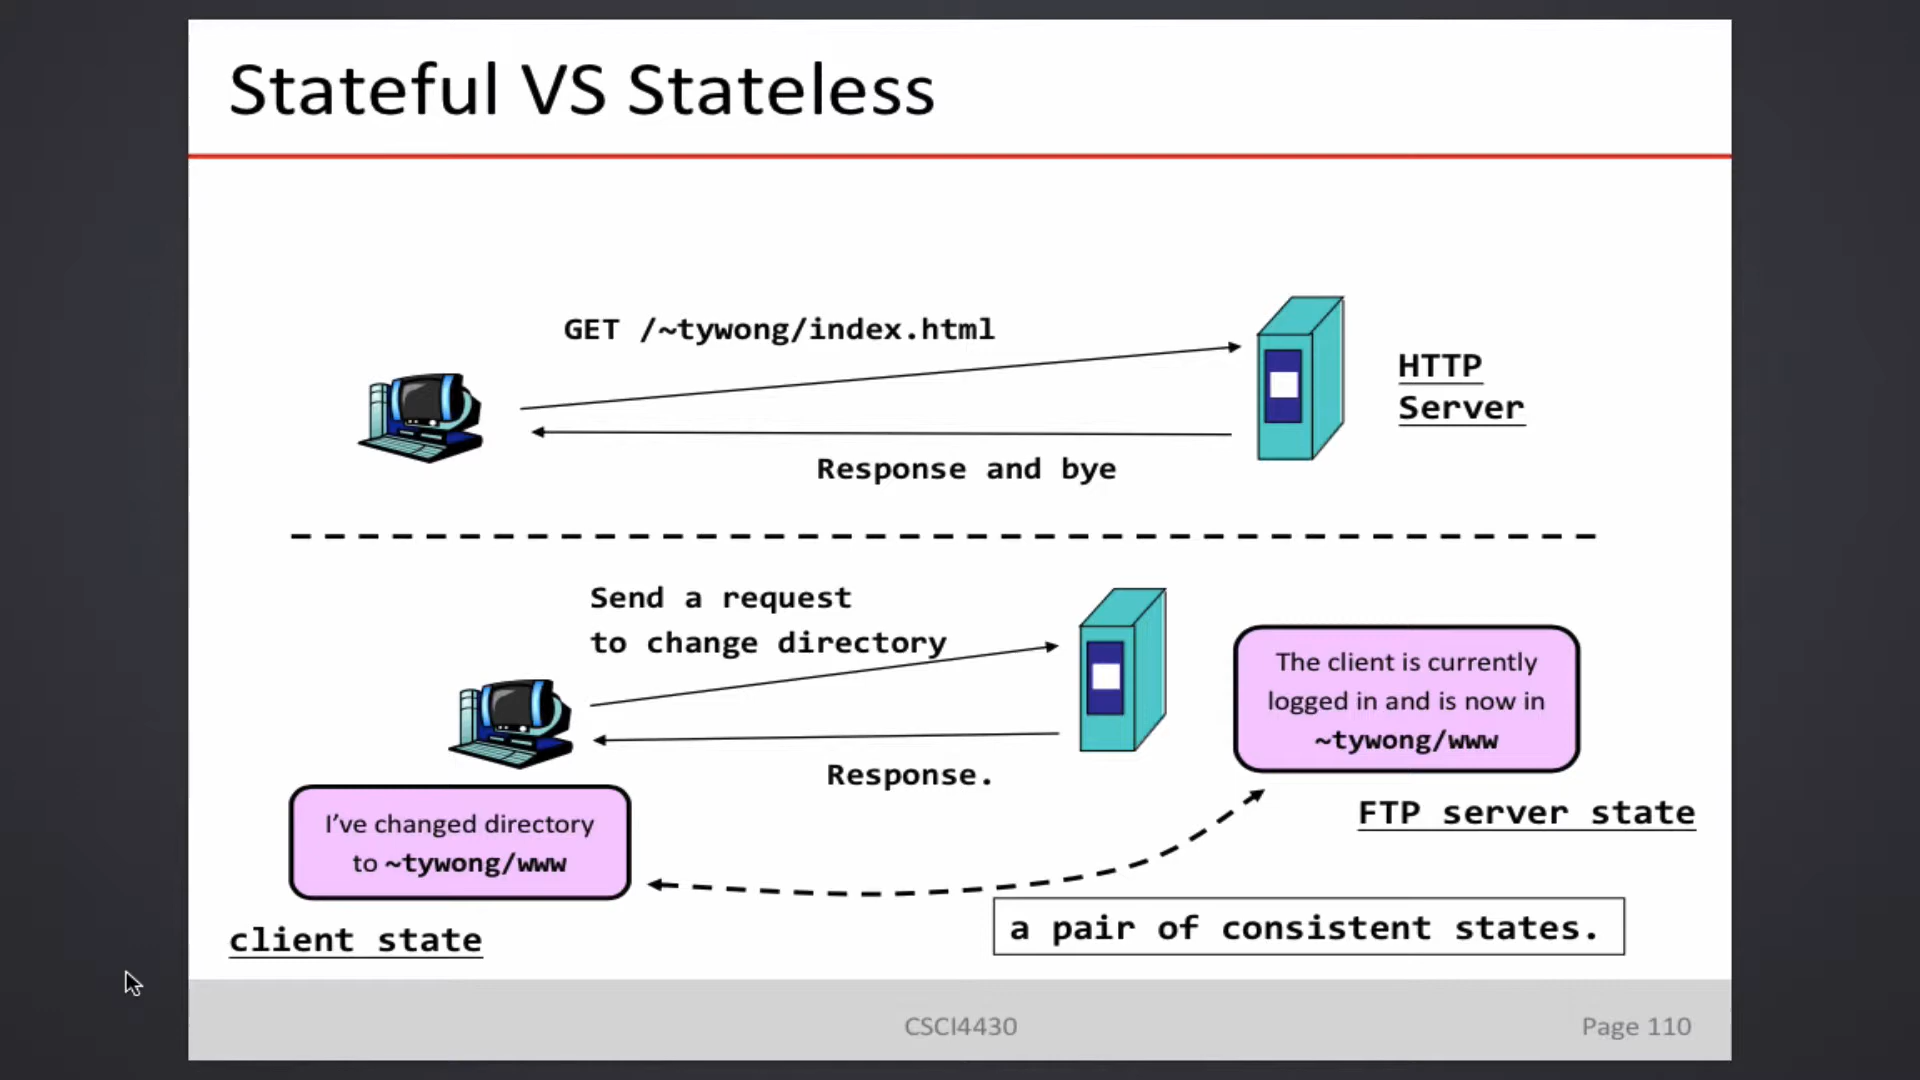 Stateful VS Stateless
GET /~tywong/index.html
HTTP
Server
Response and bye
Send a request
to change directory
The client is currently
logged in and is now in
~tywong/www
Response.
FTP server state
I've changed directory
to ~tywong/www
client state
a pair of consistent states.
CSCI4430
Page 110